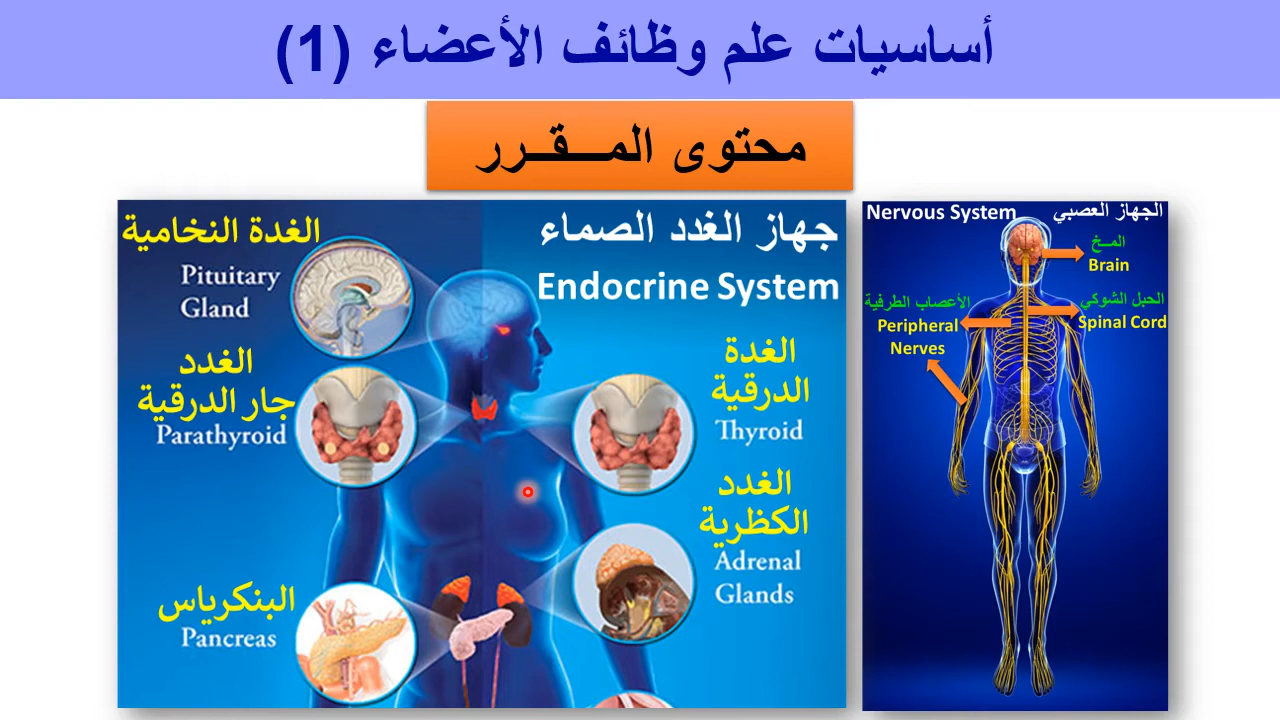 أساسيات علم وظائف الأعضاء (1)
محتوى المـــقــرر
جهاز الغدد الصماء
Endocrine System
الغدة النخامية
Pituitary
Gland
الغدد
جار الدرقية
Parathyroid
الغدة
الدرقية
Thyroid
الغدد
الكظرية
Adrenal
Glands
البنكرياس
Pancreas
Nervous System الجهاز العصبي
المــخ
Brain
الحبل الشوكي
Spinal Cord
الأعصاب الطرفية
Peripheral
Nerves